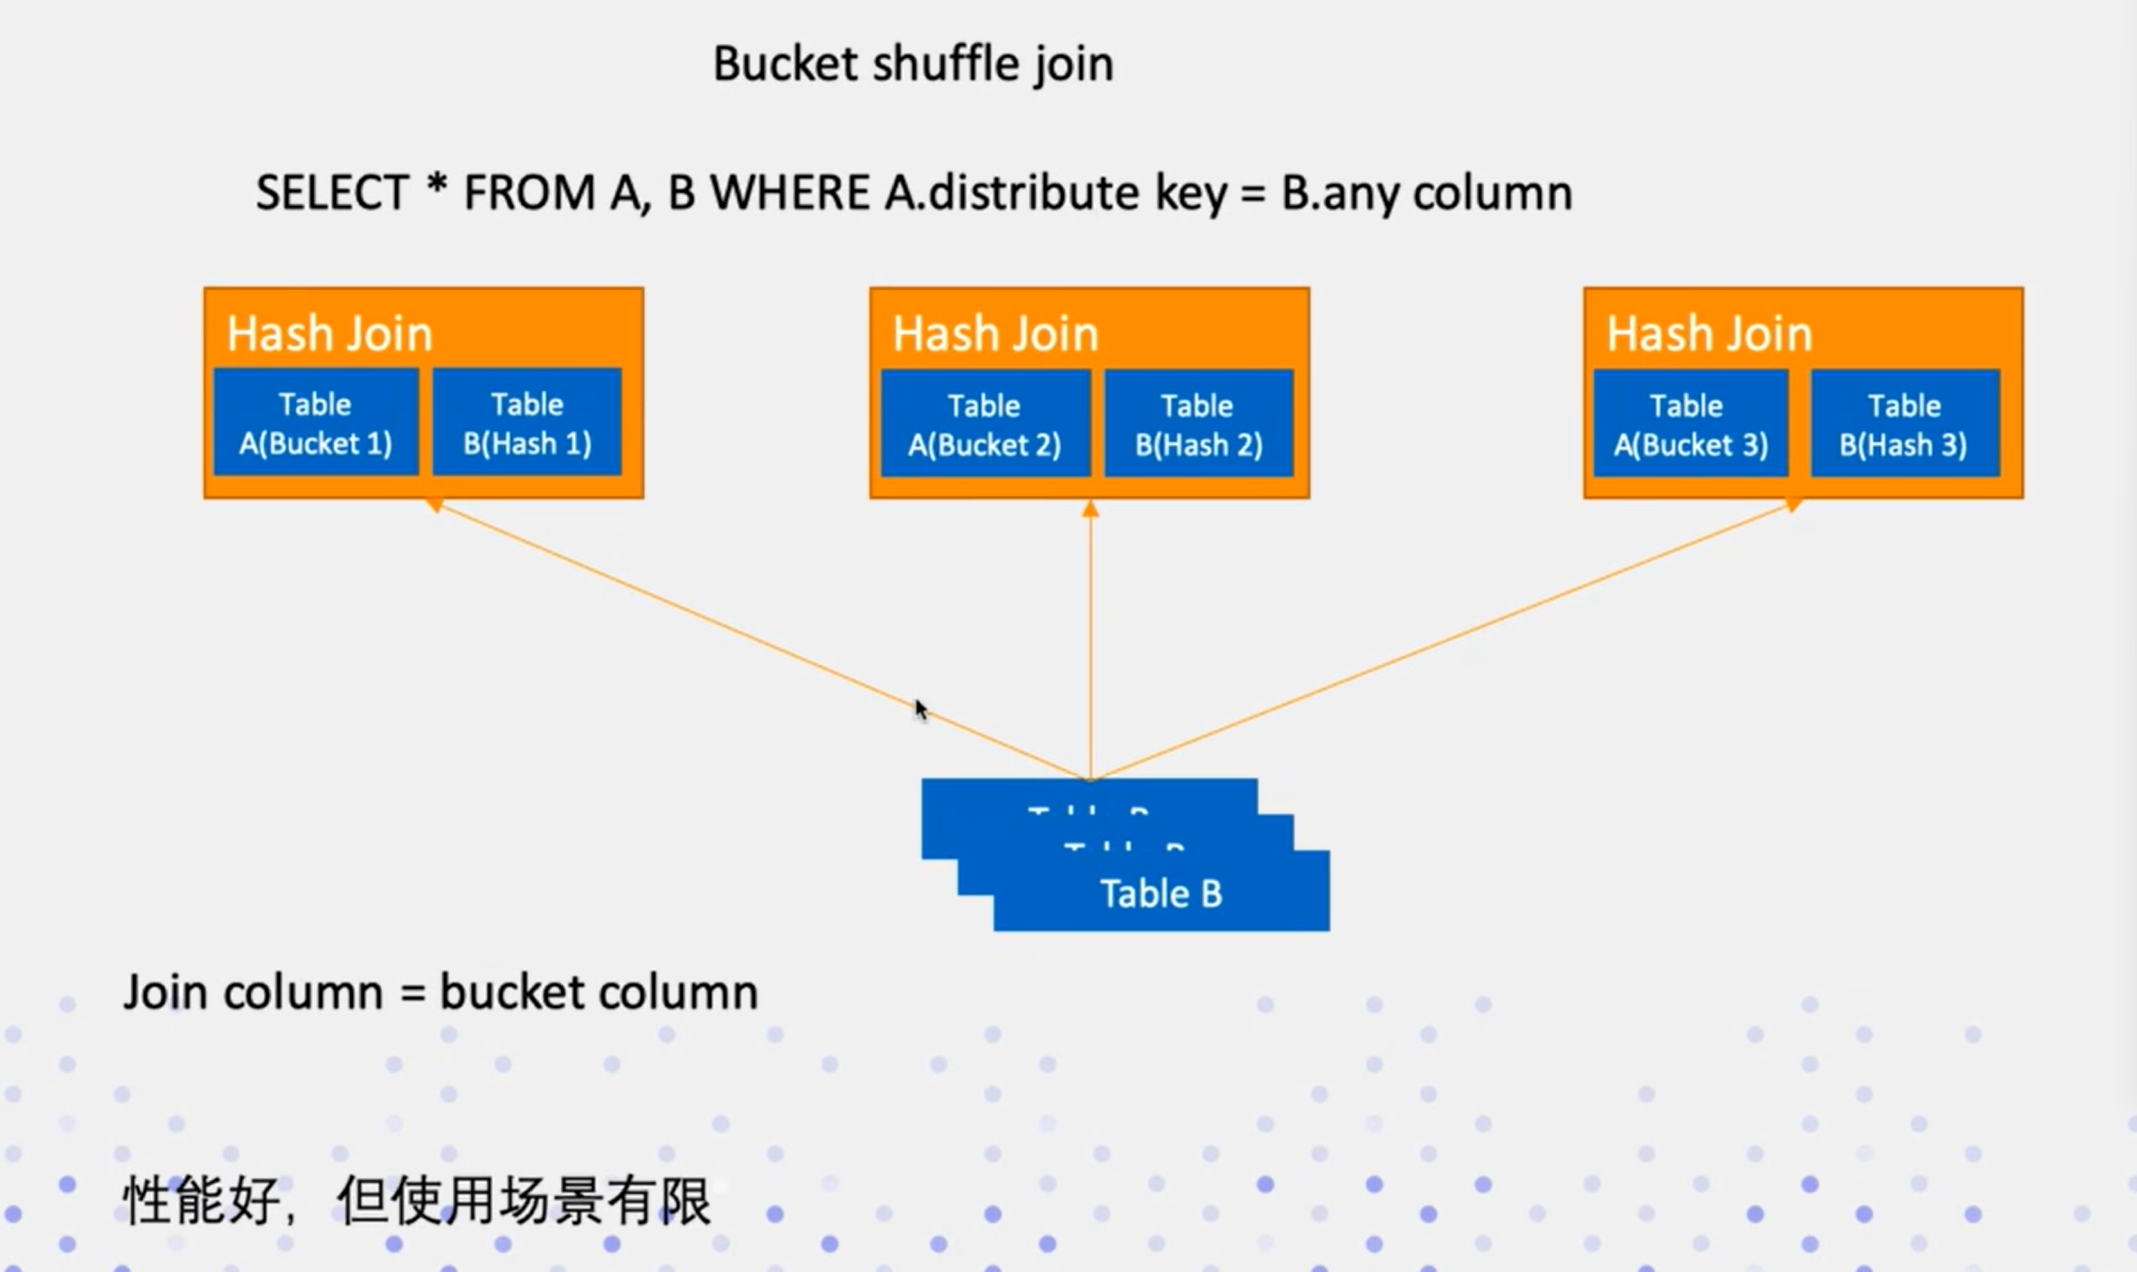 Bucket shuffle join
SELECT * FROM A, B WHERE A.distribute key = B.any column
Hash Join
Table
A(Bucket 1)
Table
B(Hash 1)
Hash Join
Table
A(Bucket 2)
Table
B(Hash 2)
Hash Join
Table
A(Bucket 3)
Table
B(Hash 3)
Table B
Join column = bucket column
性能好，但使用场景有限